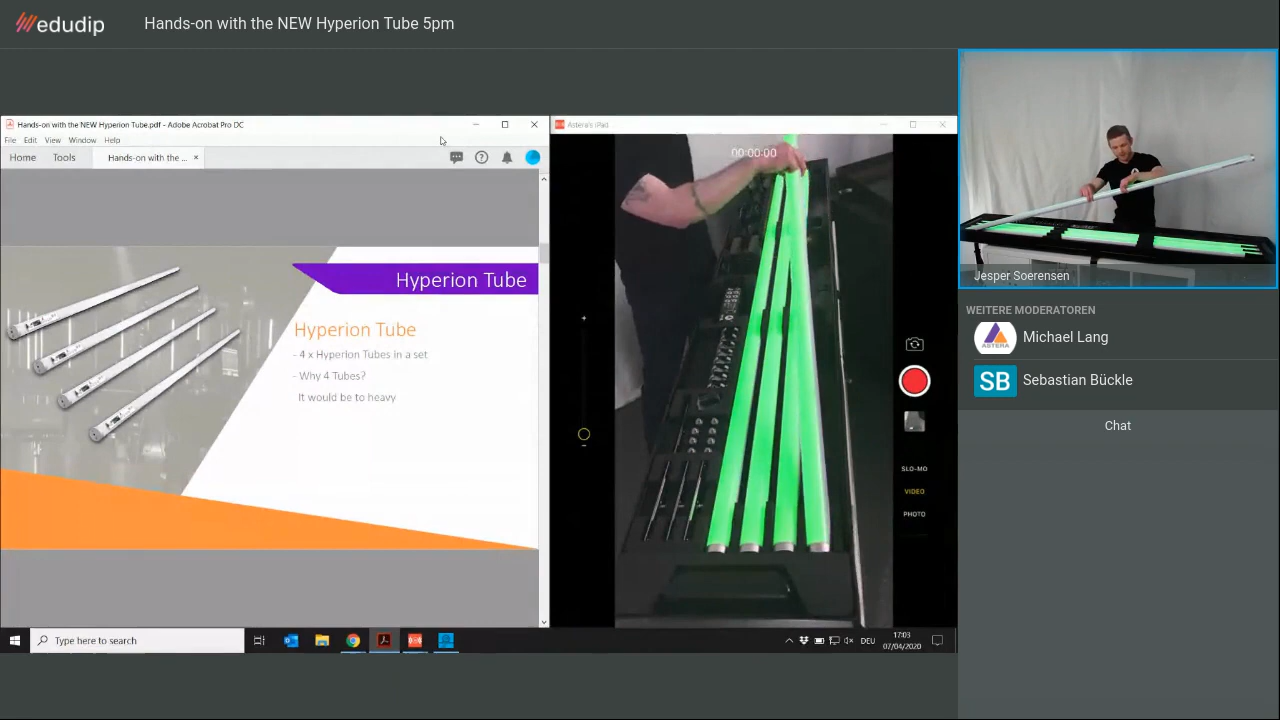 edudip
Hands-on with the NEW Hyperion Tube 5pm
Hands-on with the NEW Hyperion Tube.pdf - Adobe Acrobat Pro DC
File Edit View Window Help
Home Tools Hands-on with the ... ×
Hyperion Tube
Hyperion Tube
- 4 x Hyperion Tubes in a set
- Why 4 Tubes?
It would be to heavy
Astera's iPad
00:00:00
SLO-MO
VIDEO
PHOTO
Type here to search
DEU
17:03
07/04/2020
Jesper Soerensen
WEITERE MODERATOREN
ASTERA
Michael Lang
SB
Sebastian Bückle
Chat